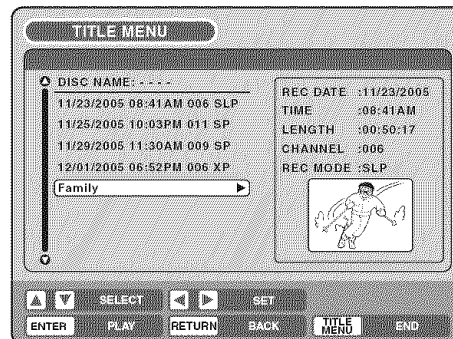 TITLE MENU
DISC NAME: - - - -
11/23/2005 08:41AM 006 SLP
11/25/2005 10:03PM 011 SP
11/29/2005 11:30AM 009 SP
12/01/2005 06:52PM 006 XP
Family
REC DATE :11/23/2005
TIME :08:41AM
LENGTH :00:50:17
CHANNEL :006
REC MODE :SLP
SELECT SET
ENTER PLAY RETURN BACK TITLE MENU END